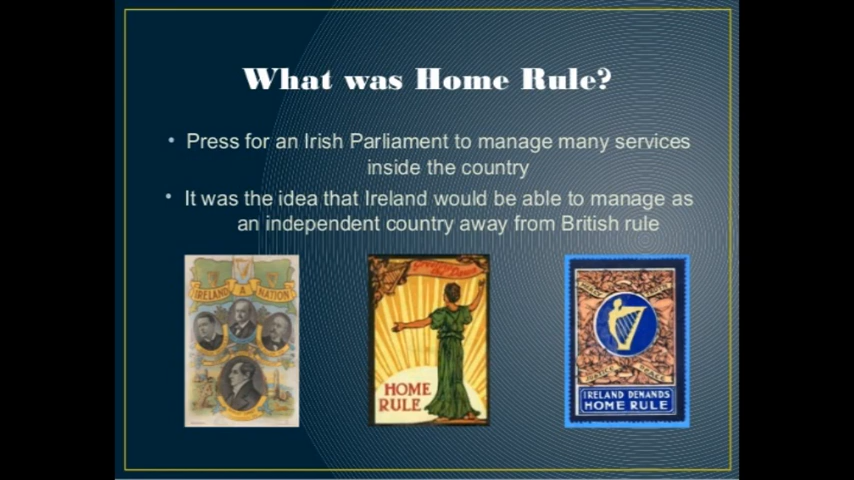 What was Home Rule?
• Press for an Irish Parliament to manage many services
inside the country
• It was the idea that Ireland would be able to manage as
an independent country away from British rule
IRELAND A NATION
HOME
RULE
IRELAND DEMANDS
HOME RULE